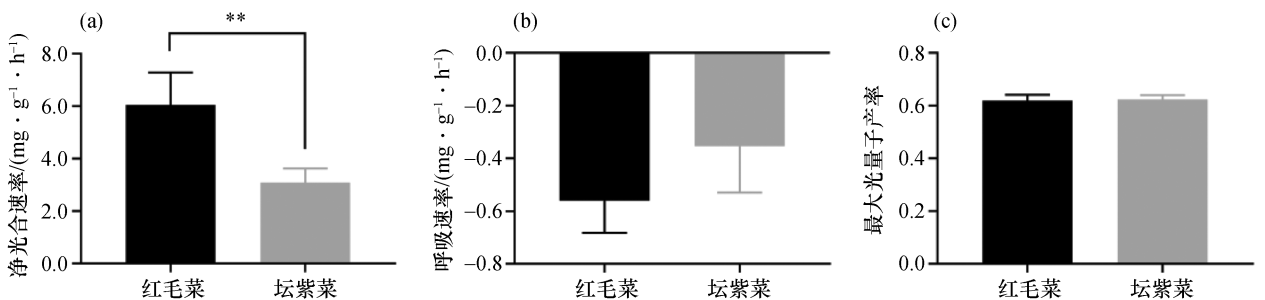 (a)
**
净光合速率/(mg · g⁻¹ · h⁻¹)
8.0
6.0
4.0
2.0
0.0
红毛菜
坛紫菜
(b)
呼吸速率/(mg · g⁻¹ · h⁻¹)
0.0
−0.2
−0.4
−0.6
−0.8
红毛菜
坛紫菜
(c)
最大光量子产率
0.8
0.6
0.4
0.2
0.0
红毛菜
坛紫菜